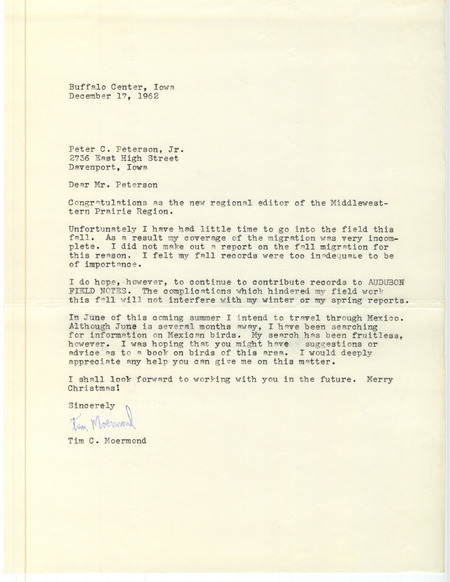 Buffalo Center, Iowa
December 17, 1962
Peter C. Peterson, Jr.
2736 East High Street
Davenport, Iowa
Dear Mr. Peterson
Congratulations as the new regional editor of the Middlewest-
tern Prairie Region.
Unfortunately I have had little time to go into the field this
fall. As a result my coverage of the migration was very incom-
plete. I did not make out a report on the fall migration for
this reason. I felt my fall records were too inadequate to be
of importance.
I do hope, however, to continue to contribute records to AUDUBON
FIELD NOTES. The complications which hindered my field work
this fall will not interfere with my winter or my spring reports.
In June of this coming summer I intend to travel through Mexico.
Although June is several months away, I have been searching
for information on Mexican birds. My search has been fruitless,
however. I was hoping that you might have suggestions or
advice as to a book on birds of this area. I would deeply
appreciate any help you can give me on this matter.
I shall look forward to working with you in the future. Merry
Christmas!
Sincerely
Tim Moermond
Tim C. Moermond